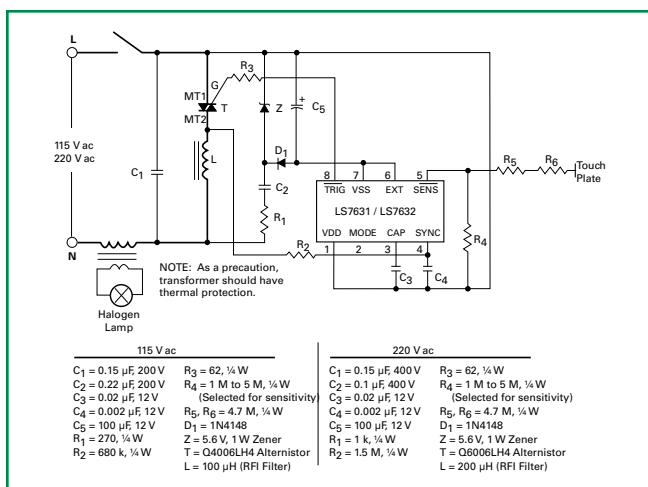 L
115 V ac
220 V ac
N
C1
MT1
G
T
MT2
L
R3
Z
C5
+
D1
C2
R1
R2
8 7 6 5
TRIG VSS EXT SENS
LS7631 / LS7632
VDD MODE CAP SYNC
1 2 3 4
C3
C4
R4
R5
R6
Touch
Plate
NOTE: As a precaution,
transformer should have
thermal protection.
Halogen
Lamp
115 V ac
C1 = 0.15 µF, 200 V
C2 = 0.22 µF, 200 V
C3 = 0.02 µF, 12 V
C4 = 0.002 µF, 12 V
C5 = 100 µF, 12 V
R1 = 270, ¼ W
R2 = 680 k, ¼ W
R3 = 62, ¼ W
R4 = 1 M to 5 M, ¼ W
(Selected for sensitivity)
R5, R6 = 4.7 M, ¼ W
D1 = 1N4148
Z = 5.6 V, 1 W Zener
T = Q4006LH4 Alternistor
L = 100 µH (RFI Filter)
220 V ac
C1 = 0.15 µF, 400 V
C2 = 0.1 µF, 400 V
C3 = 0.02 µF, 12 V
C4 = 0.002 µF, 12 V
C5 = 100 µF, 12 V
R1 = 1 k, ¼ W
R2 = 1.5 M, ¼ W
R3 = 62, ¼ W
R4 = 1 M to 5 M, ¼ W
(Selected for sensitivity)
R5, R6 = 4.7 M, ¼ W
D1 = 1N4148
Z = 5.6 V, 1 W Zener
T = Q6006LH4 Alternistor
L = 200 µH (RFI Filter)